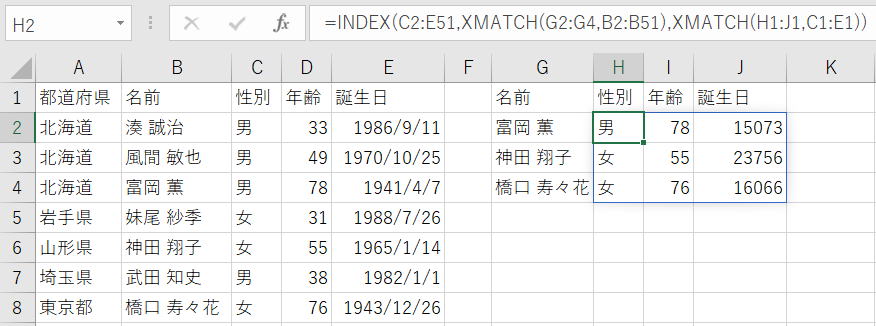 H2 fx =INDEX(C2:E51,XMATCH(G2:G4,B2:B51),XMATCH(H1:J1,C1:E1))
A B C D E F G H I J K
1 都道府県 名前 性別 年齢 誕生日 名前 性別 年齢 誕生日
2 北海道 湊 誠治 男 33 1986/9/11 富岡 薫 男 78 15073
3 北海道 風間 敏也 男 49 1970/10/25 神田 翔子 女 55 23756
4 北海道 富岡 薫 男 78 1941/4/7 橋口 寿々花 女 76 16066
5 岩手県 妹尾 紗季 女 31 1988/7/26
6 山形県 神田 翔子 女 55 1965/1/14
7 埼玉県 武田 知史 男 38 1982/1/1
8 東京都 橋口 寿々花 女 76 1943/12/26